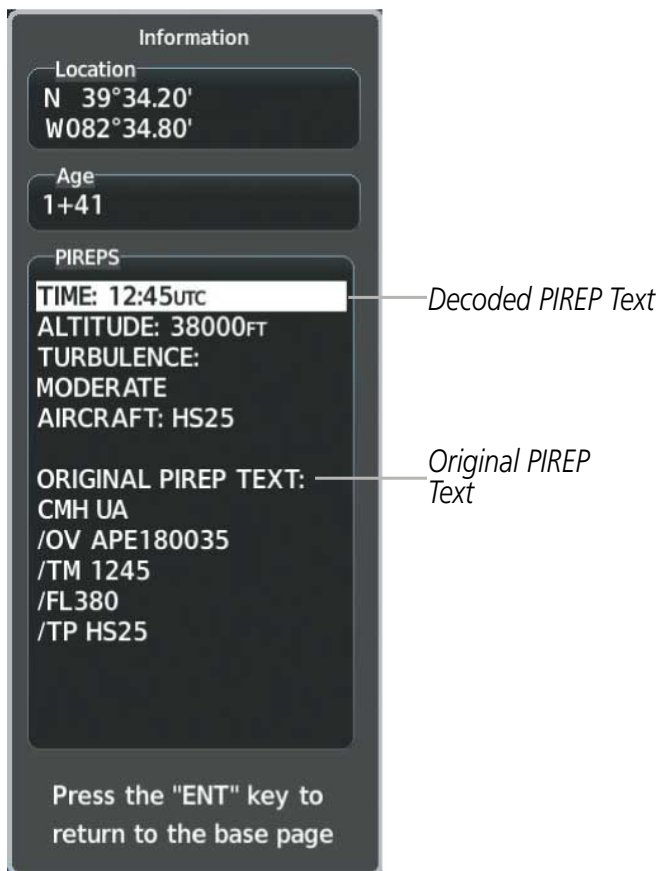 Information
Location
N 39°34.20'
W082°34.80'
Age
1+41
PIREPS
TIME: 12:45UTC
ALTITUDE: 38000FT
TURBULENCE:
MODERATE
AIRCRAFT: HS25
ORIGINAL PIREP TEXT:
CMH UA
/OV APE180035
/TM 1245
/FL380
/TP HS25
Press the "ENT" key to
return to the base page
Decoded PIREP Text
Original PIREP
Text